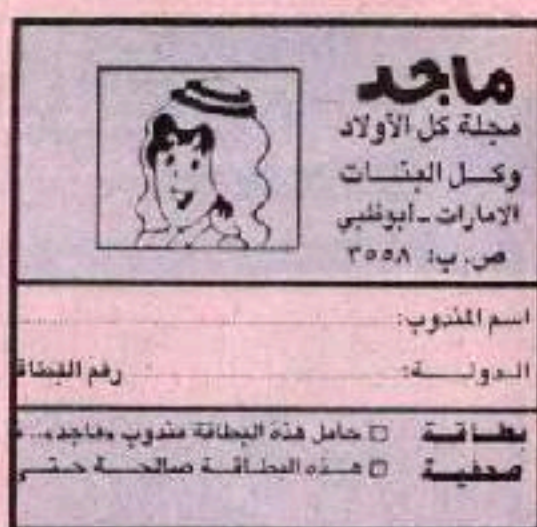 ماجد
مجلة كل الأولاد
وكل البنات
الامارات - أبوظبي
ص. ب: ٣٥٥٨
اسم المندوب:
الدولة: رقم البطاقة
بطاقة □ حامل هذه البطاقة مندوب «ماجد»..
صحفية □ هذه البطاقة صالحة حتى